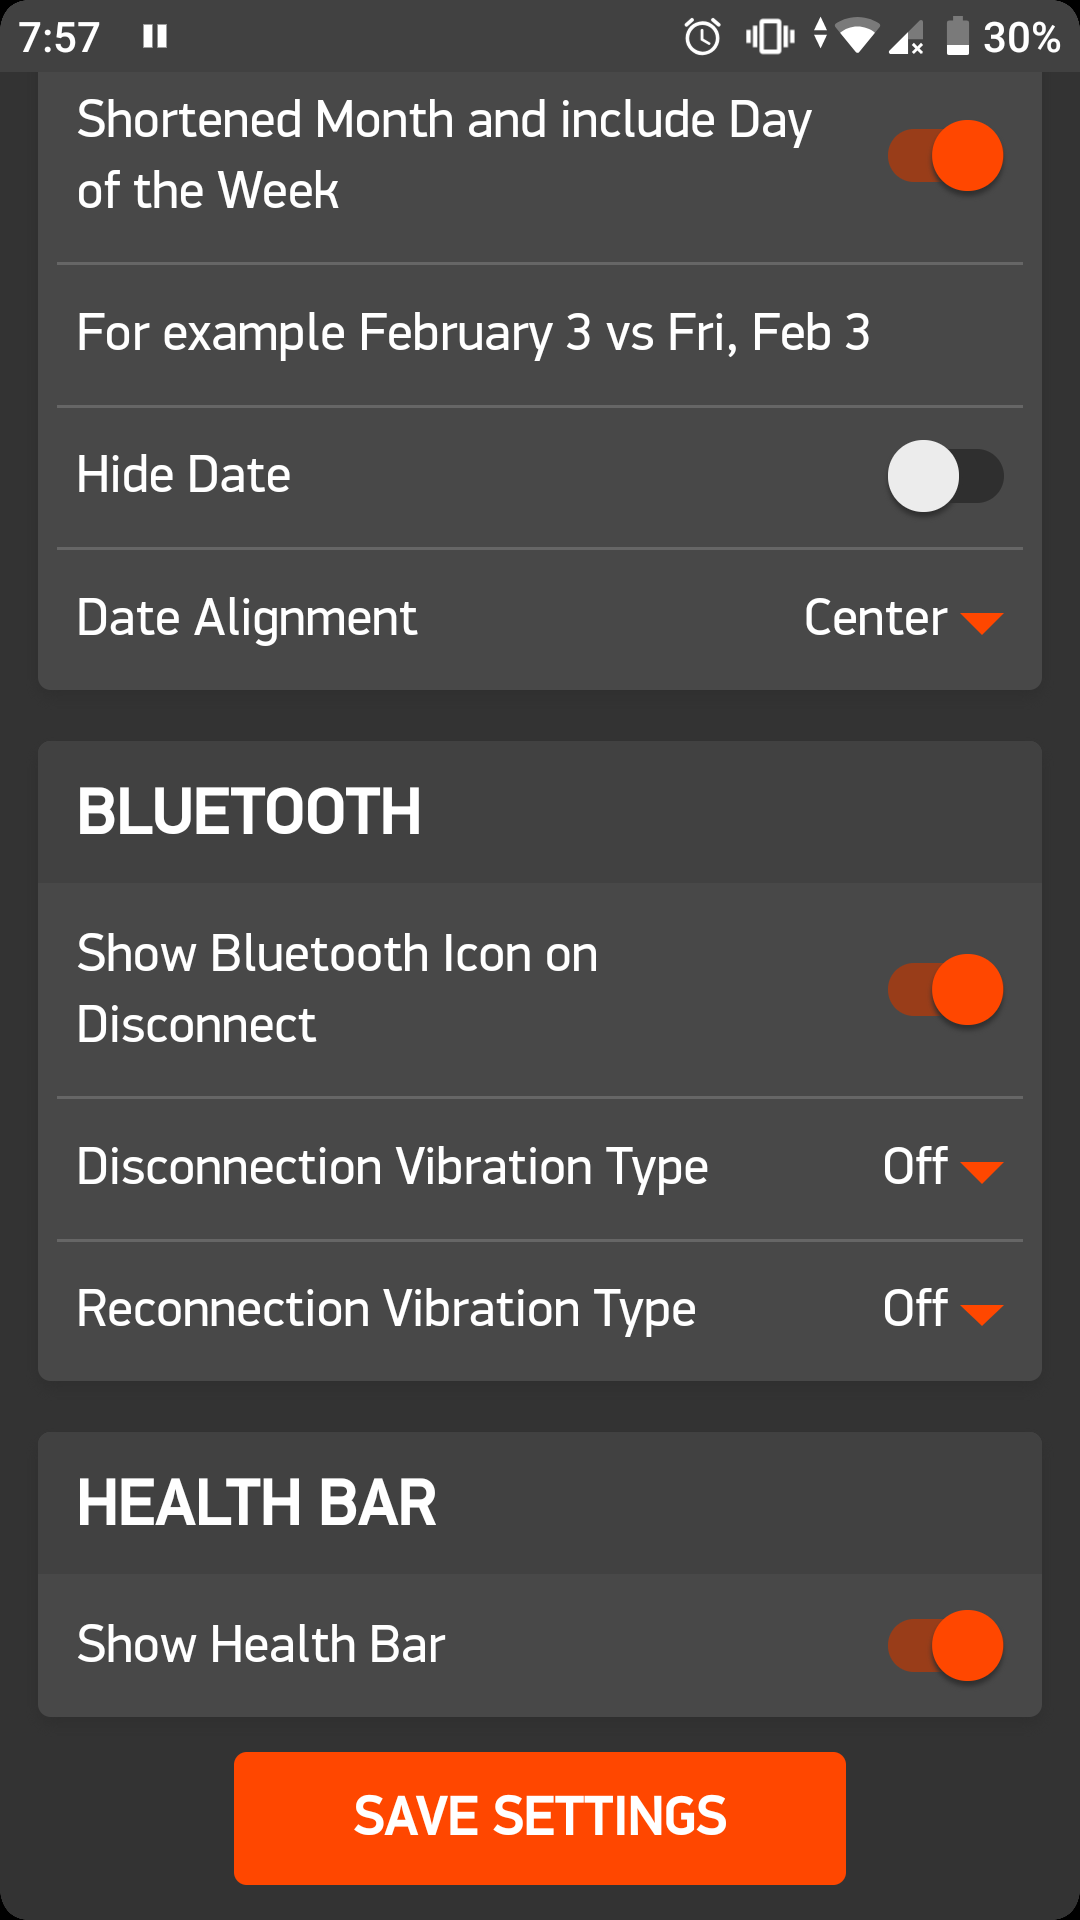 7:57
30%
Shortened Month and include Day
of the Week
For example February 3 vs Fri, Feb 3
Hide Date
Date Alignment Center
BLUETOOTH
Show Bluetooth Icon on
Disconnect
Disconnection Vibration Type Off
Reconnection Vibration Type Off
HEALTH BAR
Show Health Bar
SAVE SETTINGS